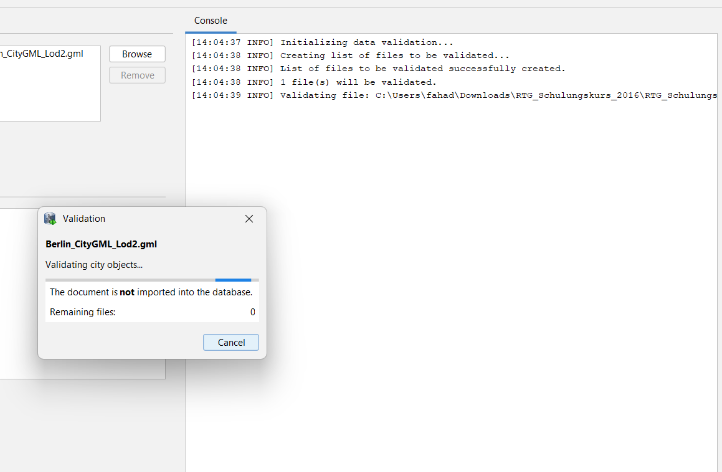 Console
_CityGML_Lod2.gml
Browse
Remove
[14:04:37 INFO] Initializing data validation...
[14:04:38 INFO] Creating list of files to be validated...
[14:04:38 INFO] List of files to be validated successfully created.
[14:04:38 INFO] 1 file(s) will be validated.
[14:04:39 INFO] Validating file: C:\Users\fahad\Downloads\RTG_Schulungskurs_2016\RTG_Schulungs
Validation
Berlin_CityGML_Lod2.gml
Validating city objects...
The document is not imported into the database.
Remaining files: 0
Cancel